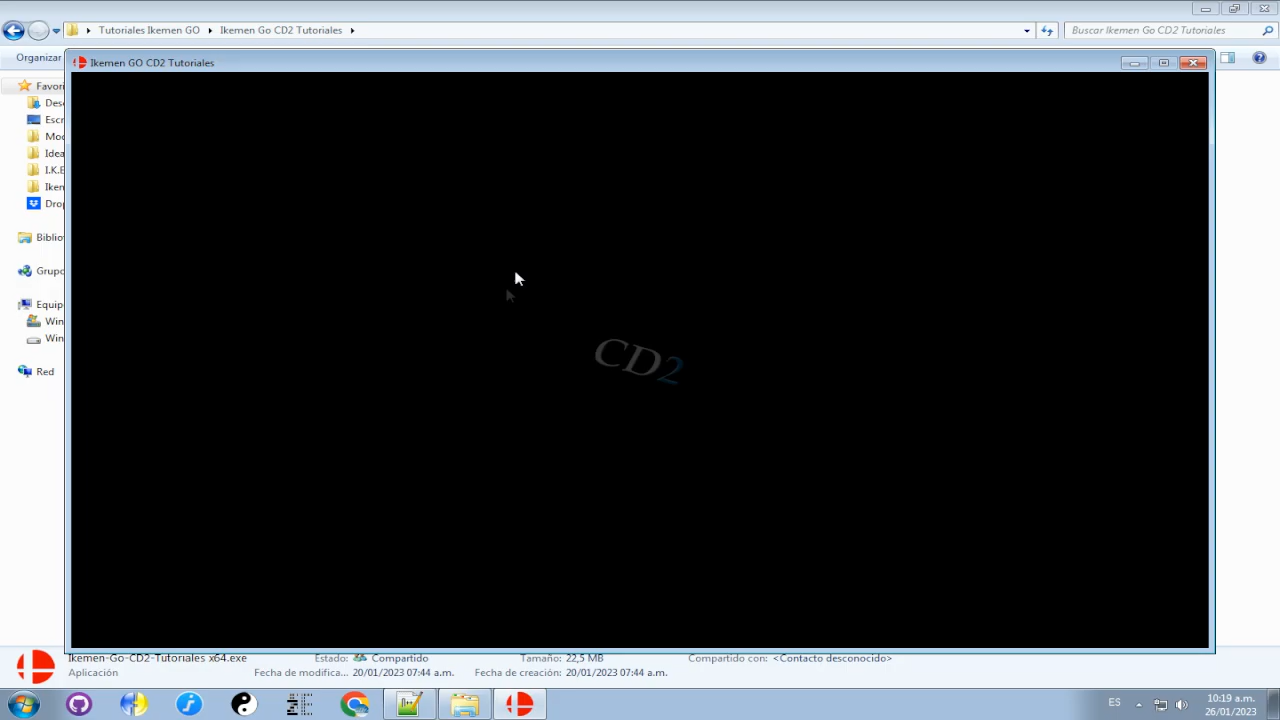 Tutoriales Ikemen GO
Ikemen Go CD2 Tutoriales
Buscar Ikemen Go CD2 Tutoriales
Organizar
Ikemen GO CD2 Tutoriales
Favori
Desc
Escr
Mod
Idea
I.K.E
Iken
Drop
Biblio
Grupo
Equip
Win
Win
Red
CD2
Ikemen-Go-CD2-Tutoriales x64.exe
Estado: Compartido
Tamaño: 22,5 MB
Compartido con: <Contacto desconocido>
Aplicación
Fecha de modifica... 20/01/2023 07:44 a.m.
Fecha de creación: 20/01/2023 07:44 a.m.
ES
10:19 a.m.
26/01/2023